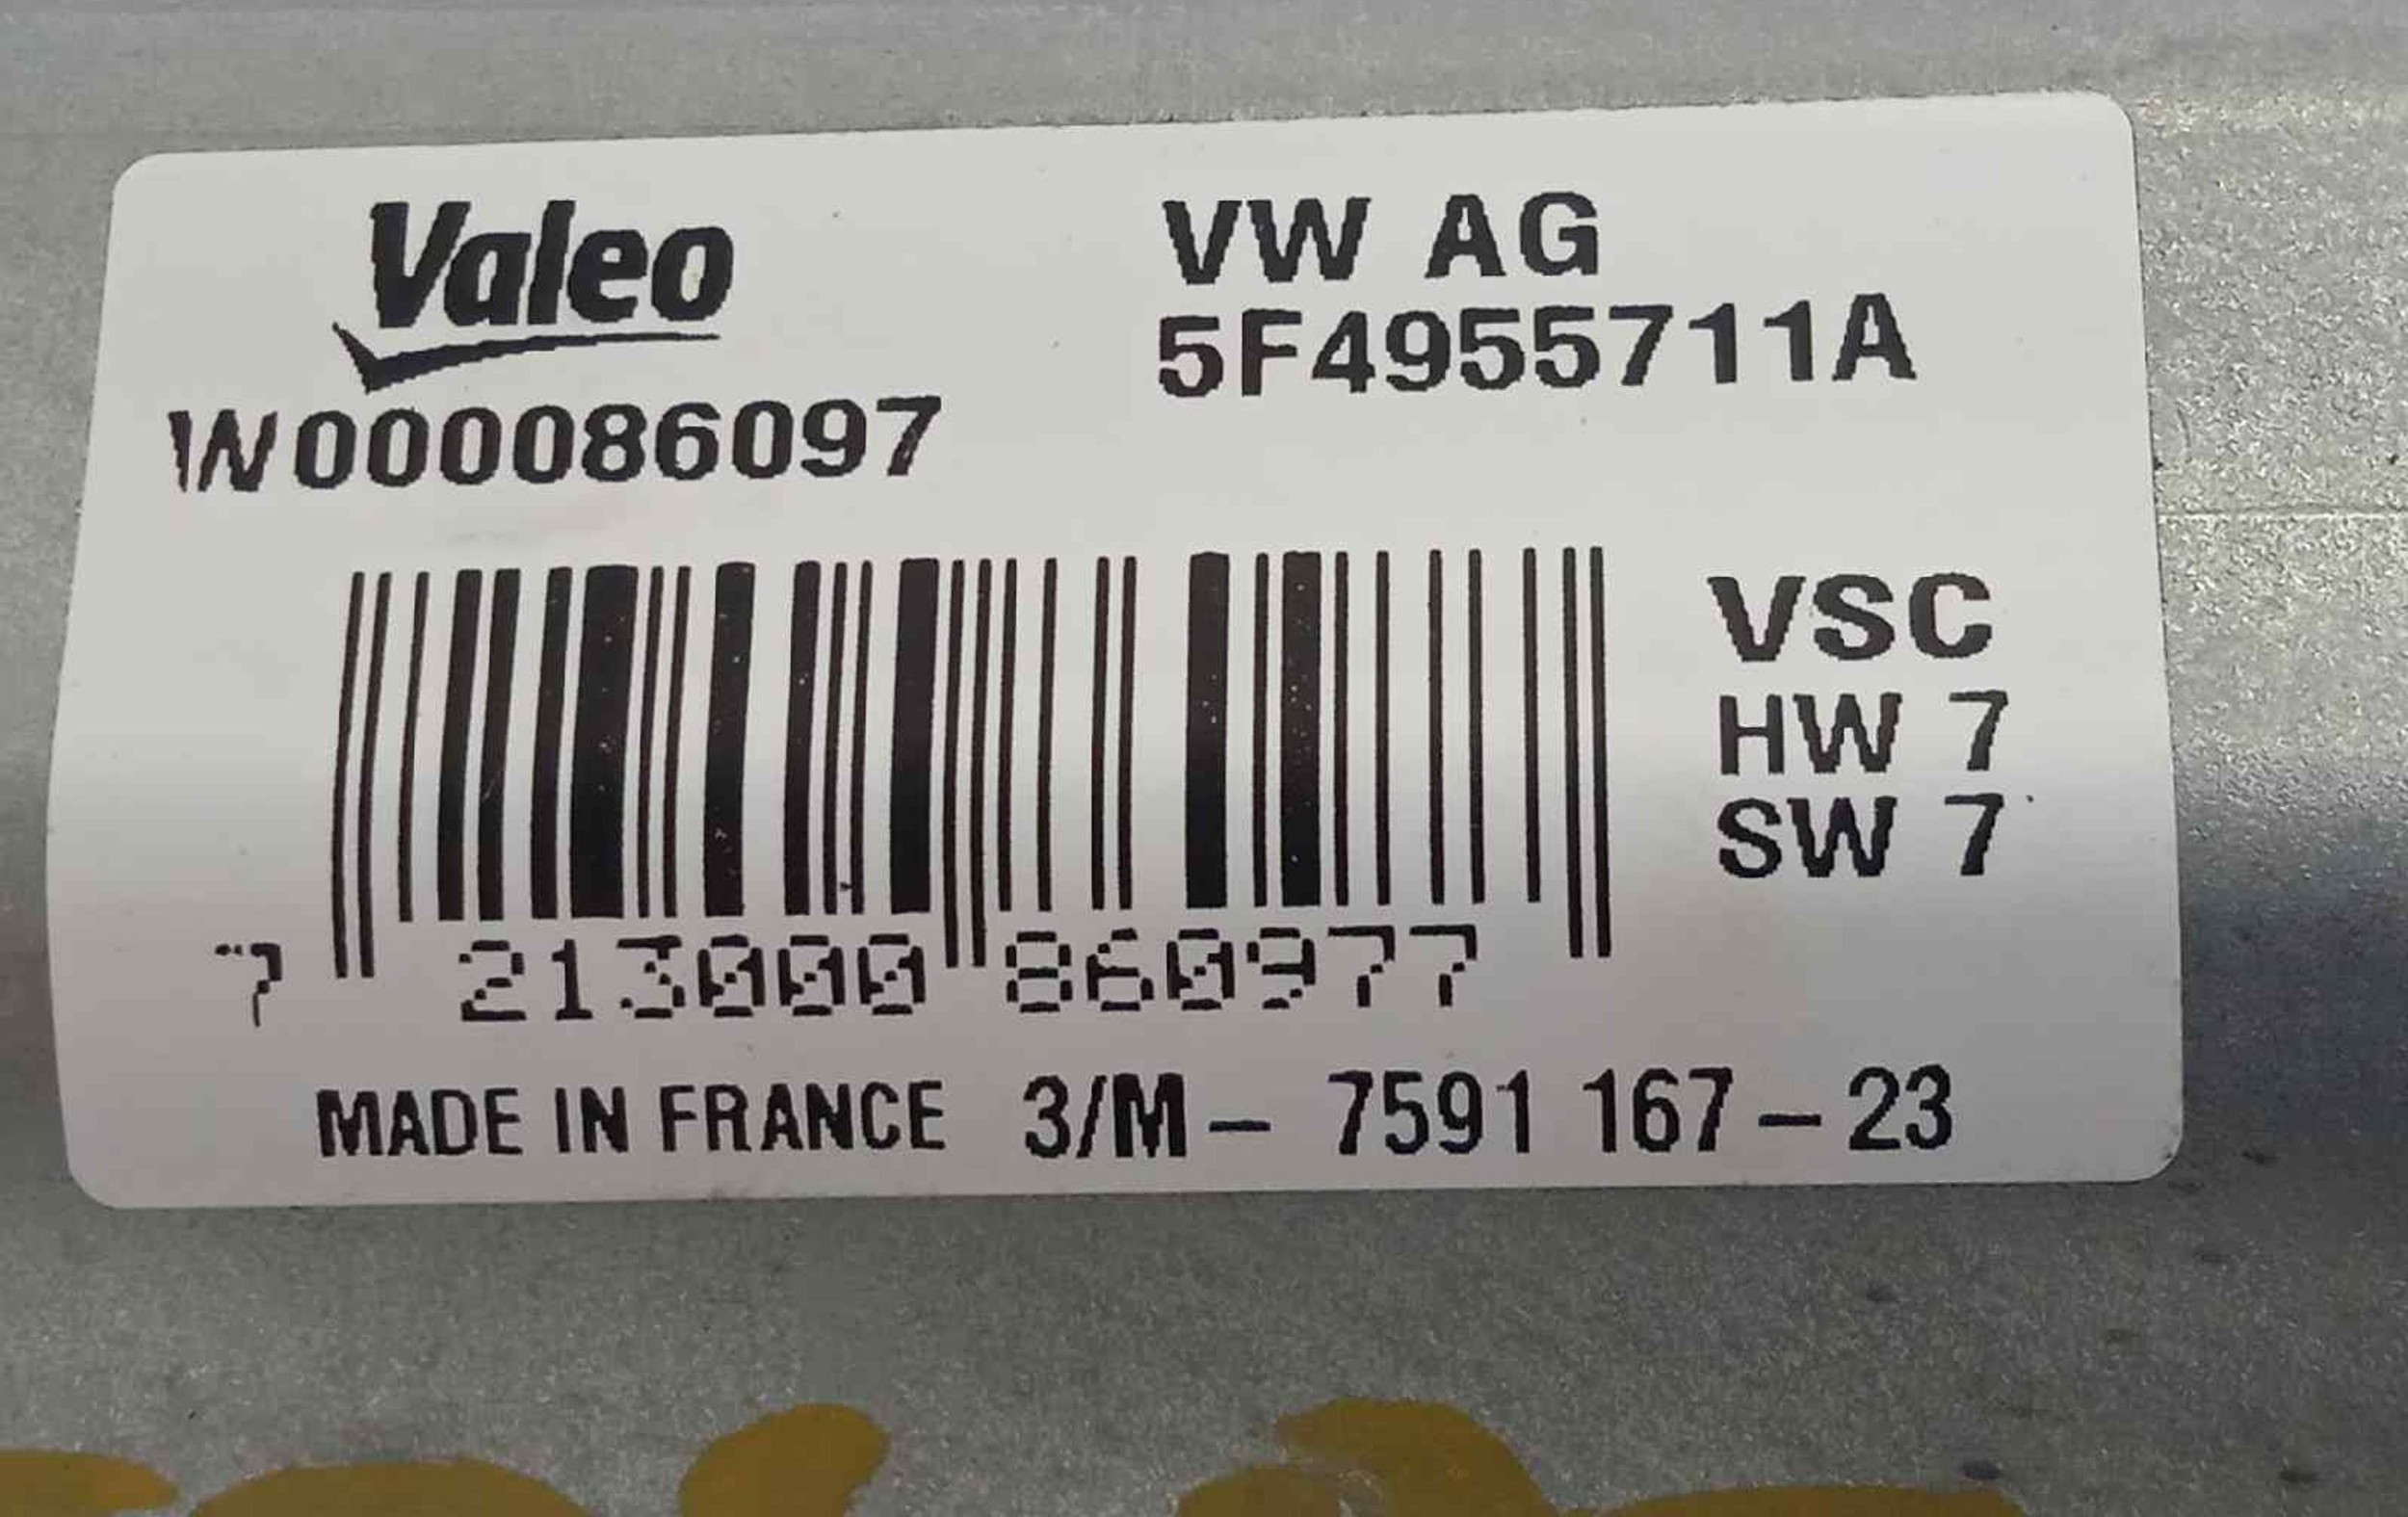 Valeo
W000086097
VW AG
5F4955711A
VSC
HW 7
SW 7
7 213000 860977
MADE IN FRANCE 3/M– 7591 167–23